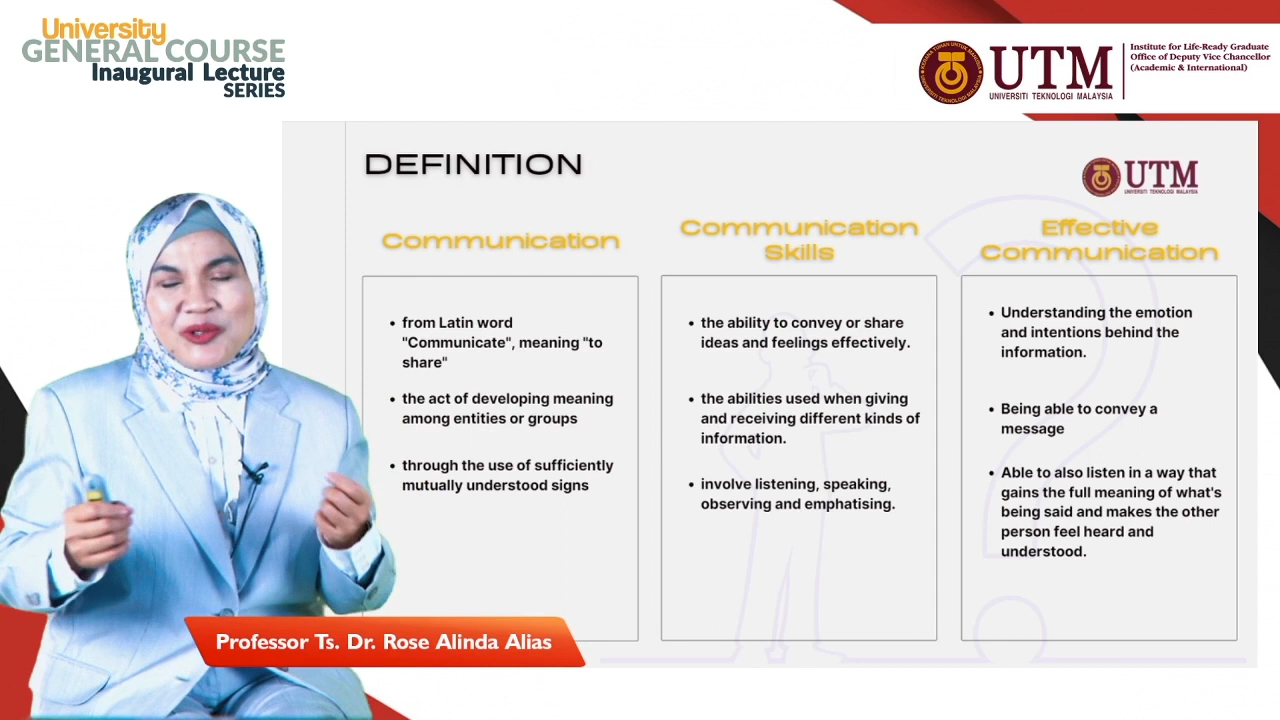 University
GENERAL COURSE
Inaugural Lecture
SERIES
UTM
UNIVERSITI TEKNOLOGI MALAYSIA
Institute for Life-Ready Graduate
Office of Deputy Vice Chancellor
(Academic & International)
DEFINITION
UTM
UNIVERSITI TEKNOLOGI MALAYSIA
Communication
• from Latin word
"Communicate", meaning "to
share"
• the act of developing meaning
among entities or groups
• through the use of sufficiently
mutually understood signs
Communication
Skills
• the ability to convey or share
ideas and feelings effectively.
• the abilities used when giving
and receiving different kinds of
information.
• involve listening, speaking,
observing and emphatising.
Effective
Communication
• Understanding the emotion
and intentions behind the
information.
• Being able to convey a
message
• Able to also listen in a way that
gains the full meaning of what's
being said and makes the other
person feel heard and
understood.
Professor Ts. Dr. Rose Alinda Alias